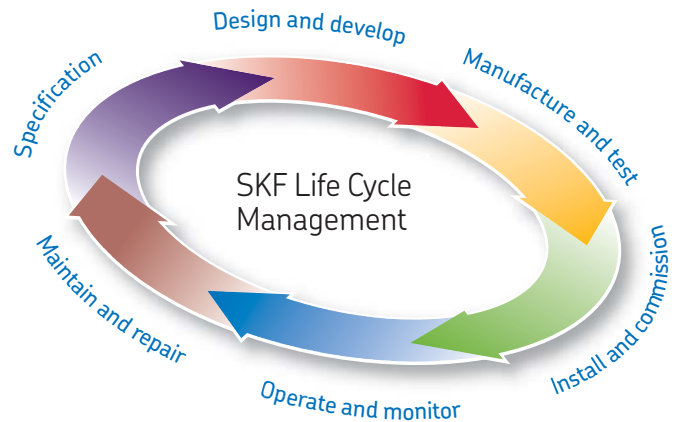 Design and develop
Manufacture and test
Specification
SKF Life Cycle
Management
Install and commission
Maintain and repair
Operate and monitor